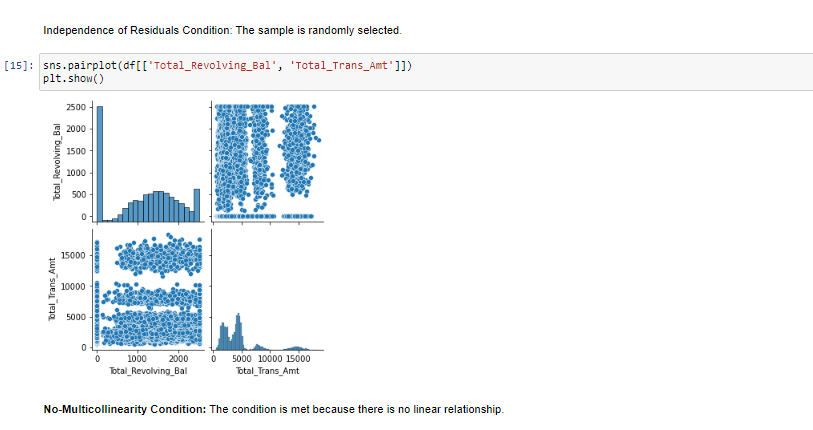 Independence of Residuals Condition: The sample is randomly selected.
[15]: sns.pairplot(df[['Total_Revolving_Bal', 'Total_Trans_Amt']])
plt.show()
2500
2000
1500
1000
500
0
Total_Revolving_Bal
15000
10000
5000
0
Total_Trans_Amt
0 1000 2000 0 5000 10000 15000
Total_Revolving_Bal Total_Trans_Amt
No-Multicollinearity Condition: The condition is met because there is no linear relationship.